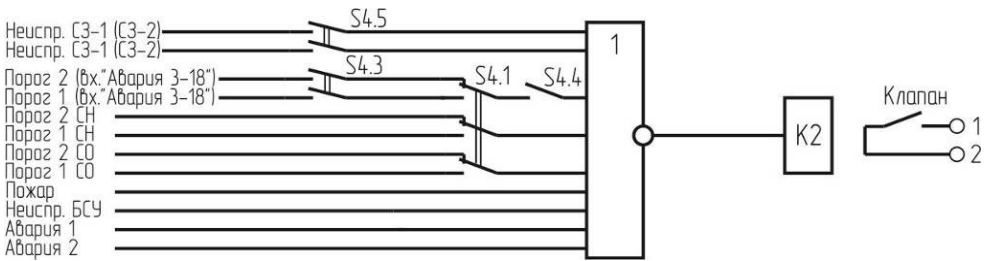 Неиспр. СЗ-1 (СЗ-2)
Неиспр. СЗ-1 (СЗ-2)
Порог 2 (вх."Авария 3-18")
Порог 1 (вх."Авария 3-18")
Порог 2 СН
Порог 1 СН
Порог 2 СО
Порог 1 СО
Пожар
Неиспр. БСУ
Авария 1
Авария 2
S4.5
S4.3
S4.1
S4.4
1
К2
Клапан
1
2